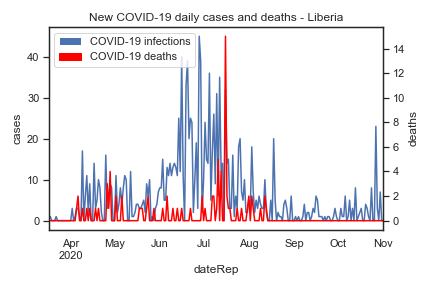 New COVID-19 daily cases and deaths - Liberia
COVID-19 infections
COVID-19 deaths
40
30
20
10
0
cases
14
12
10
8
6
4
2
0
deaths
Apr
2020
May
Jun
Jul
Aug
Sep
Oct
Nov
dateRep